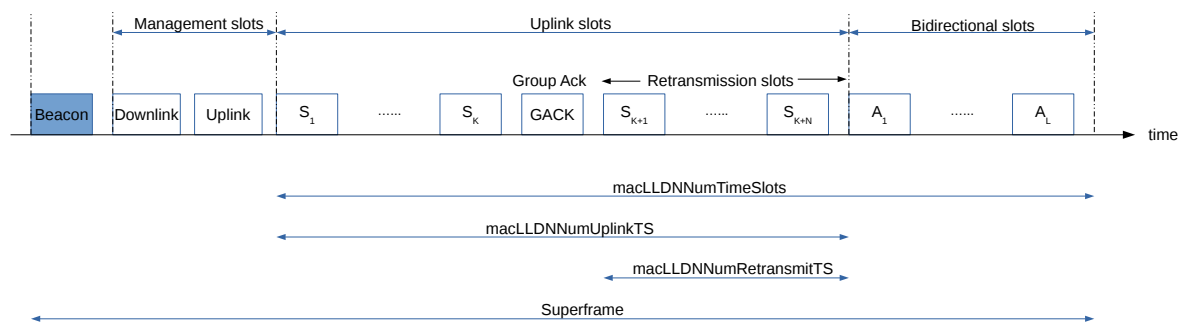 Management slots
Uplink slots
Bidirectional slots
Group Ack
Retransmission slots
Beacon
Downlink
Uplink
S1
......
SK
GACK
SK+1
......
SK+N
A1
......
AL
time
macLLDNNumTimeSlots
macLLDNNumUplinkTS
macLLDNNumRetransmitTS
Superframe